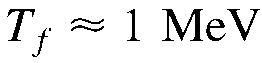 T_f ≈ 1 MeV